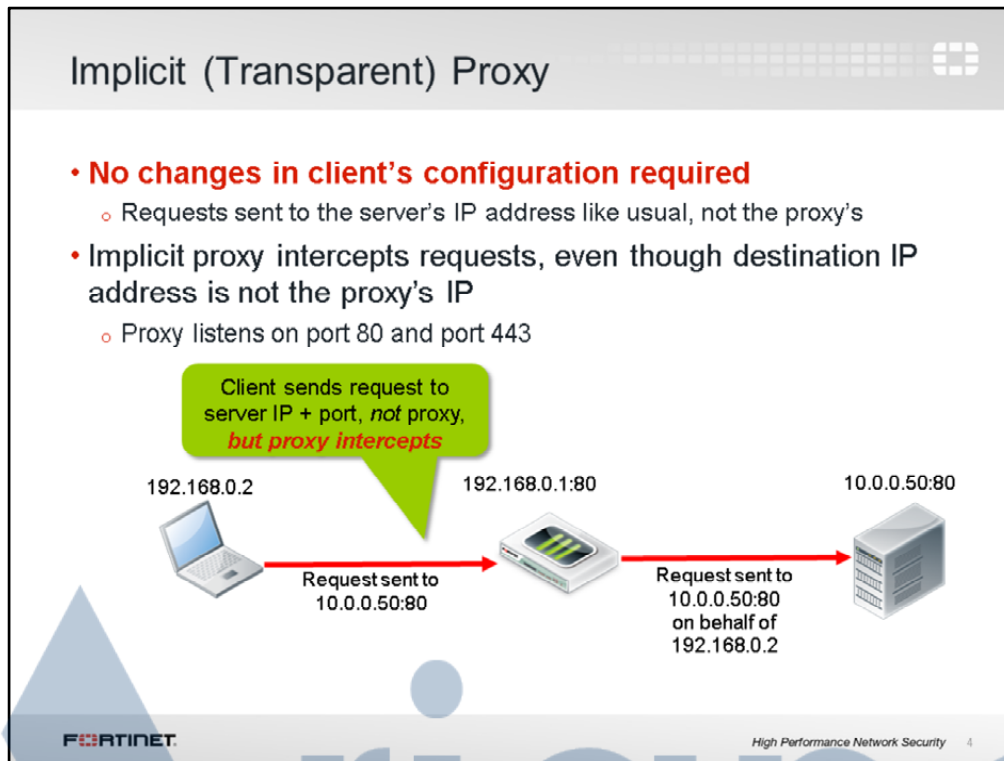 Implicit (Transparent) Proxy
• No changes in client's configuration required
o Requests sent to the server's IP address like usual, not the proxy's
• Implicit proxy intercepts requests, even though destination IP
address is not the proxy's IP
o Proxy listens on port 80 and port 443
Client sends request to
server IP + port, not proxy,
but proxy intercepts
192.168.0.2
192.168.0.1:80
10.0.0.50:80
Request sent to
10.0.0.50:80
Request sent to
10.0.0.50:80
on behalf of
192.168.0.2
FORTINET
High Performance Network Security 4